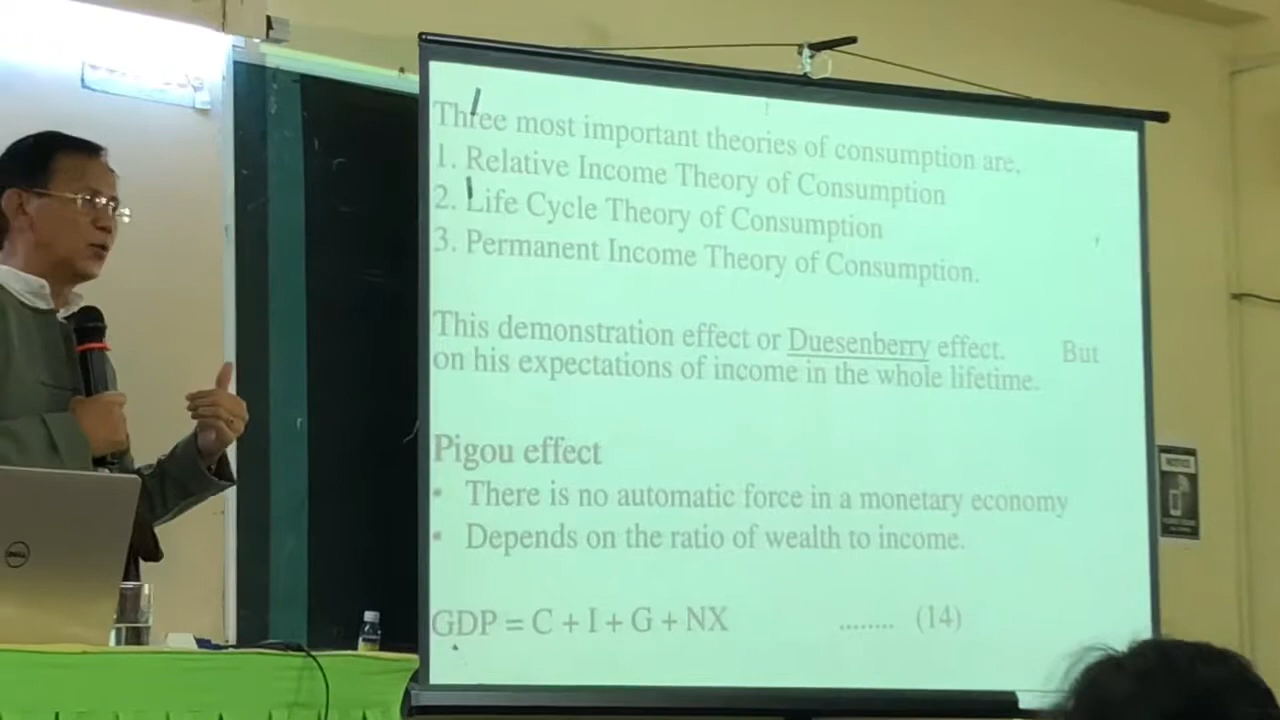 Three most important theories of consumption are,
1. Relative Income Theory of Consumption
2. Life Cycle Theory of Consumption
3. Permanent Income Theory of Consumption.
This demonstration effect or Duesenberry effect. But
on his expectations of income in the whole lifetime.
Pigou effect
• There is no automatic force in a monetary economy
• Depends on the ratio of wealth to income.
GDP = C + I + G + NX ........ (14)
DELL